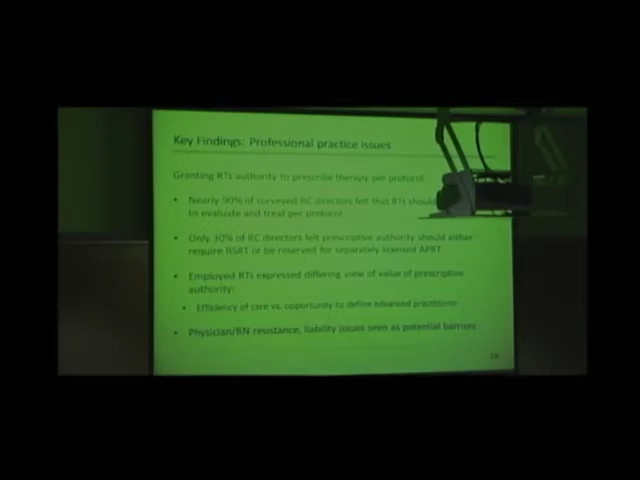 Key Findings: Professional practice issues
Granting RTs authority to prescribe therapy per protocol
• Nearly 90% of surveyed RC directors felt that RTs should
to evaluate and treat per protocol
• Only 30% of RC directors felt prescriptive authority should either
require BSRT or be reserved for separately licensed APRT
• Employed RTs expressed differing view of value of prescriptive
authority:
• Efficiency of care vs. opportunity to define advanced practitioner
• Physician/RN resistance, liability issues seen as potential barriers